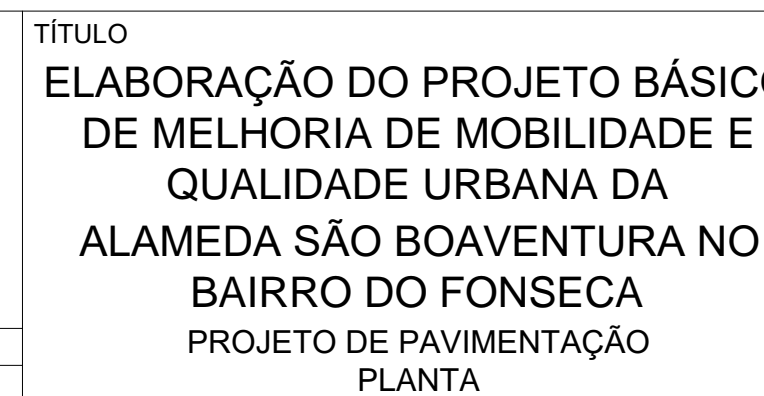 TÍTULO
ELABORAÇÃO DO PROJETO BÁSICO
DE MELHORIA DE MOBILIDADE E
QUALIDADE URBANA DA
ALAMEDA SÃO BOAVENTURA NO
BAIRRO DO FONSECA
PROJETO DE PAVIMENTAÇÃO
PLANTA